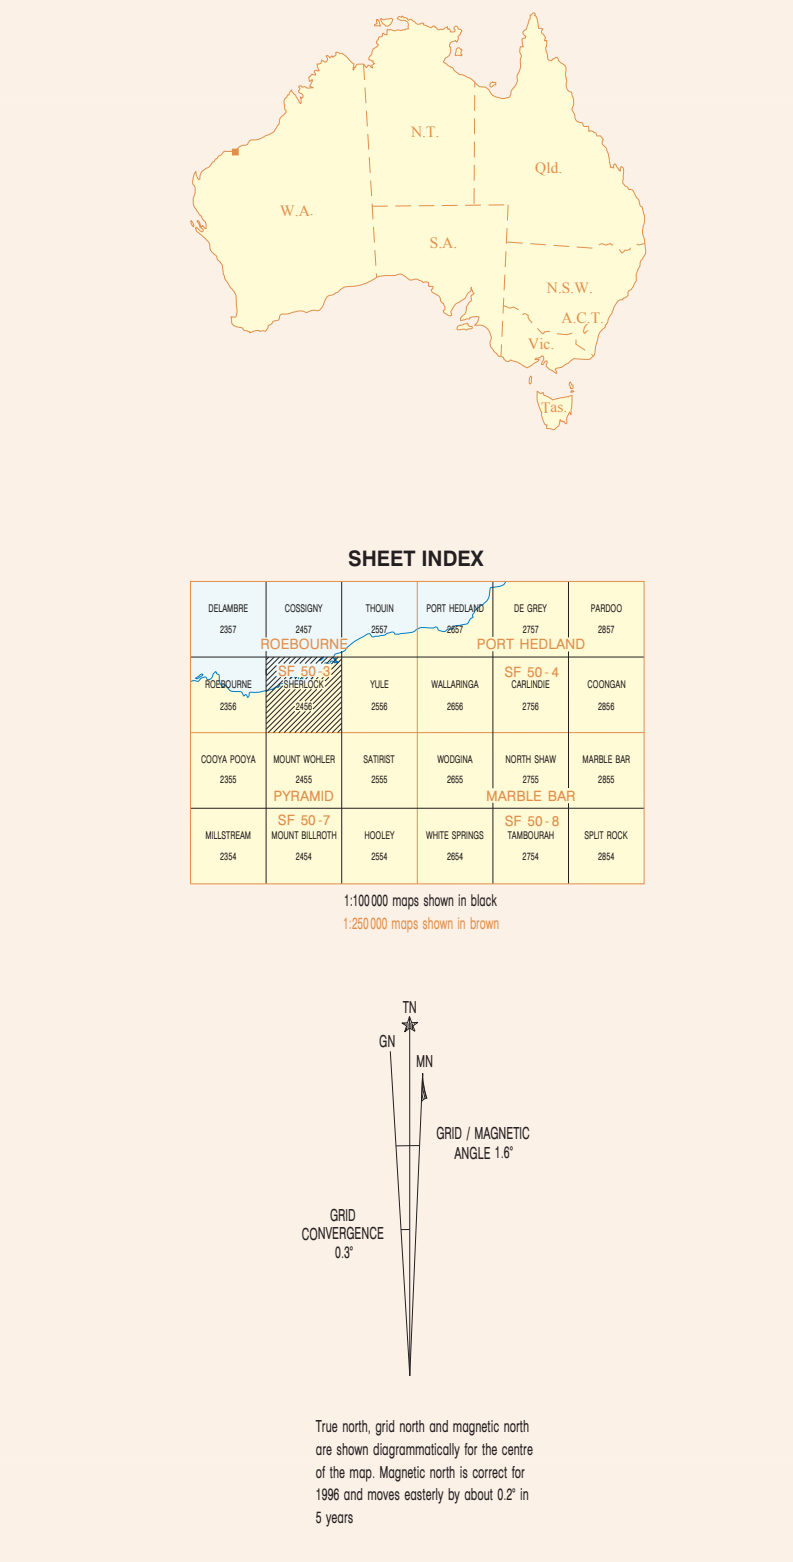 N.T.
Qld.
W.A.
S.A.
N.S.W.
A.C.T.
Vic.
Tas.
SHEET INDEX
DELAMBRE COSSIGNY THOUIN PORT HEDLAND DE GREY PARDOO
2357 2457 2557 2657 2757 2857
ROEBOURNE PORT HEDLAND
SF 50-3 SF 50-4
ROEBOURNE SHERLOCK YULE WALLARINGA CARLINDIE COONGAN
2356 2456 2556 2656 2756 2856
COOYA POOYA MOUNT WOHLER SATIRIST WODGINA NORTH SHAW MARBLE BAR
2355 2455 2555 2655 2755 2855
PYRAMID MARBLE BAR
SF 50-7 SF 50-8
MILLSTREAM MOUNT BILLROTH HOOLEY WHITE SPRINGS TAMBOURAH SPLIT ROCK
2354 2454 2554 2654 2754 2854
1:100 000 maps shown in black
1:250 000 maps shown in brown
TN
GN
MN
GRID / MAGNETIC
ANGLE 1.6°
GRID
CONVERGENCE
0.3°
True north, grid north and magnetic north
are shown diagrammatically for the centre
of the map. Magnetic north is correct for
1996 and moves easterly by about 0.2° in
5 years